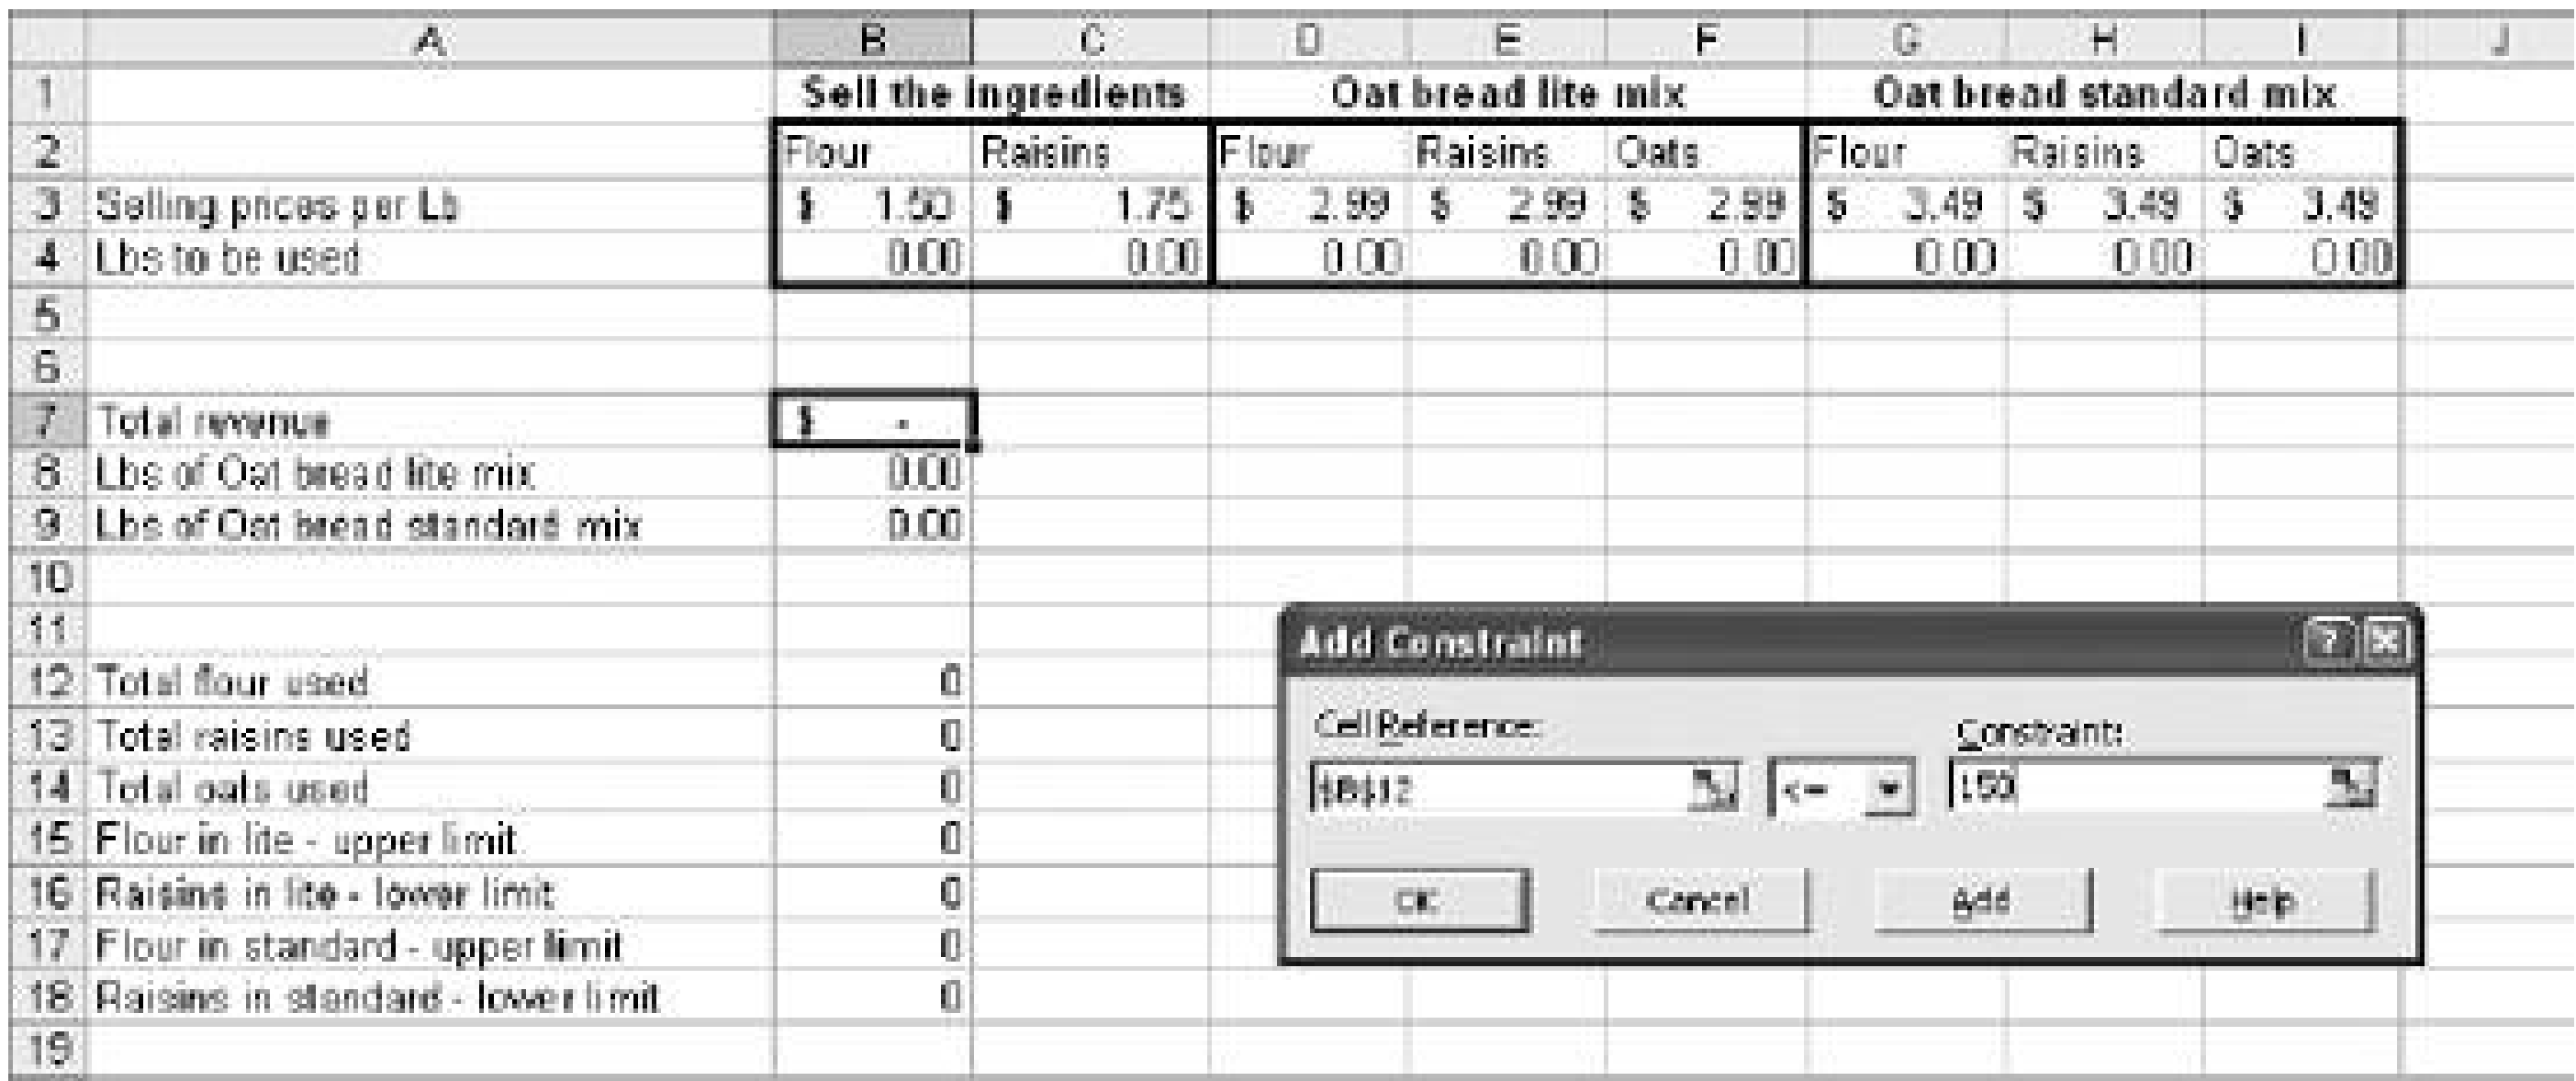 A B C D E F G H I J
1 Sell the ingredients Oat bread lite mix Oat bread standard mix
2 Flour Raisins Flour Raisins Oats Flour Raisins Oats
3 Selling prices per Lb $ 1.50 $ 1.75 $ 2.99 $ 2.99 $ 2.99 $ 3.49 $ 3.49 $ 3.49
4 Lbs to be used 0.00 0.00 0.00 0.00 0.00 0.00 0.00 0.00
5
6
7 Total revenue $ -
8 Lbs of Oat bread lite mix 0.00
9 Lbs of Oat bread standard mix 0.00
10
11
Add Constraint
12 Total flour used 0
13 Total raisins used 0
Cell Reference: Constraint:
14 Total oats used 0
$B$12 <= 150
15 Flour in lite - upper limit 0
16 Raisins in lite - lower limit 0
OK Cancel Add Help
17 Flour in standard - upper limit 0
18 Raisins in standard - lower limit 0
19